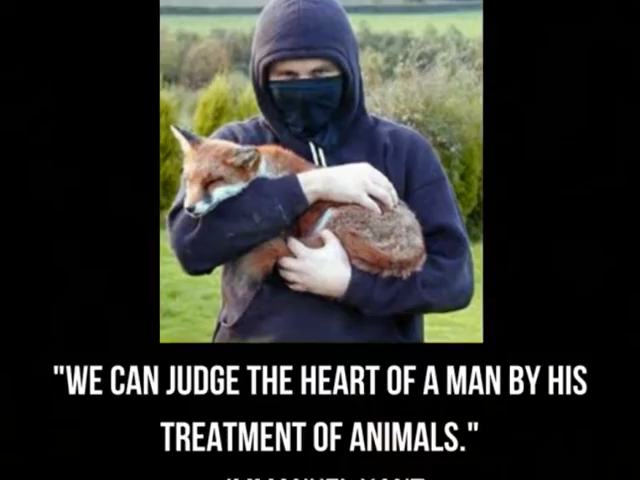 "WE CAN JUDGE THE HEART OF A MAN BY HIS
TREATMENT OF ANIMALS."